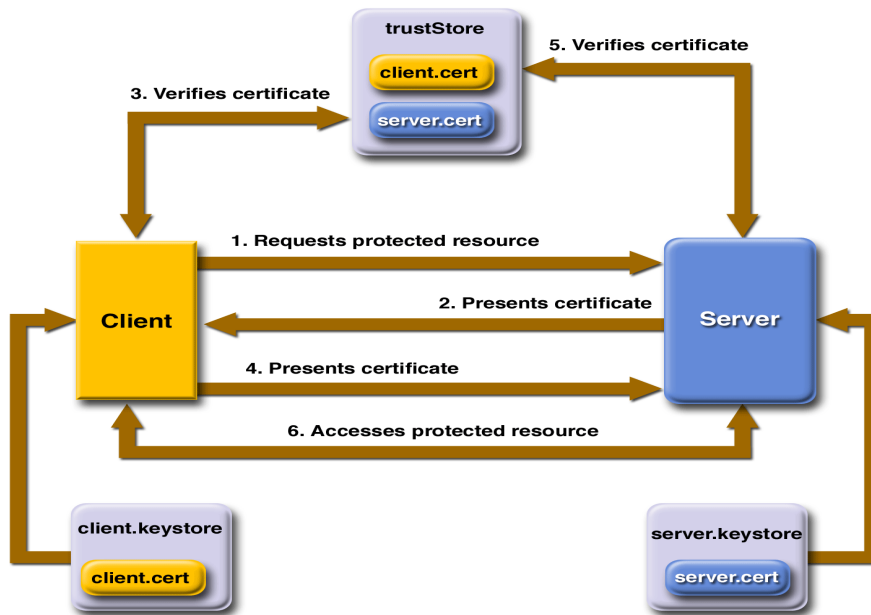 trustStore
client.cert
server.cert
5. Verifies certificate
3. Verifies certificate
1. Requests protected resource
2. Presents certificate
Client
Server
4. Presents certificate
6. Accesses protected resource
client.keystore
client.cert
server.keystore
server.cert